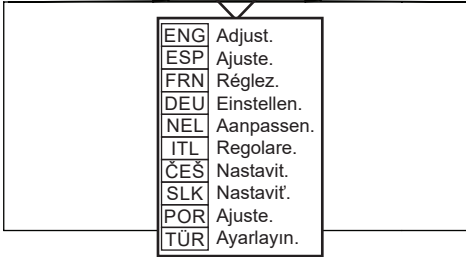 ENG Adjust.
ESP Ajuste.
FRN Réglez.
DEU Einstellen.
NEL Aanpassen.
ITL Regolare.
ČEŠ Nastavit.
SLK Nastaviť.
POR Ajuste.
TÜR Ayarlayın.